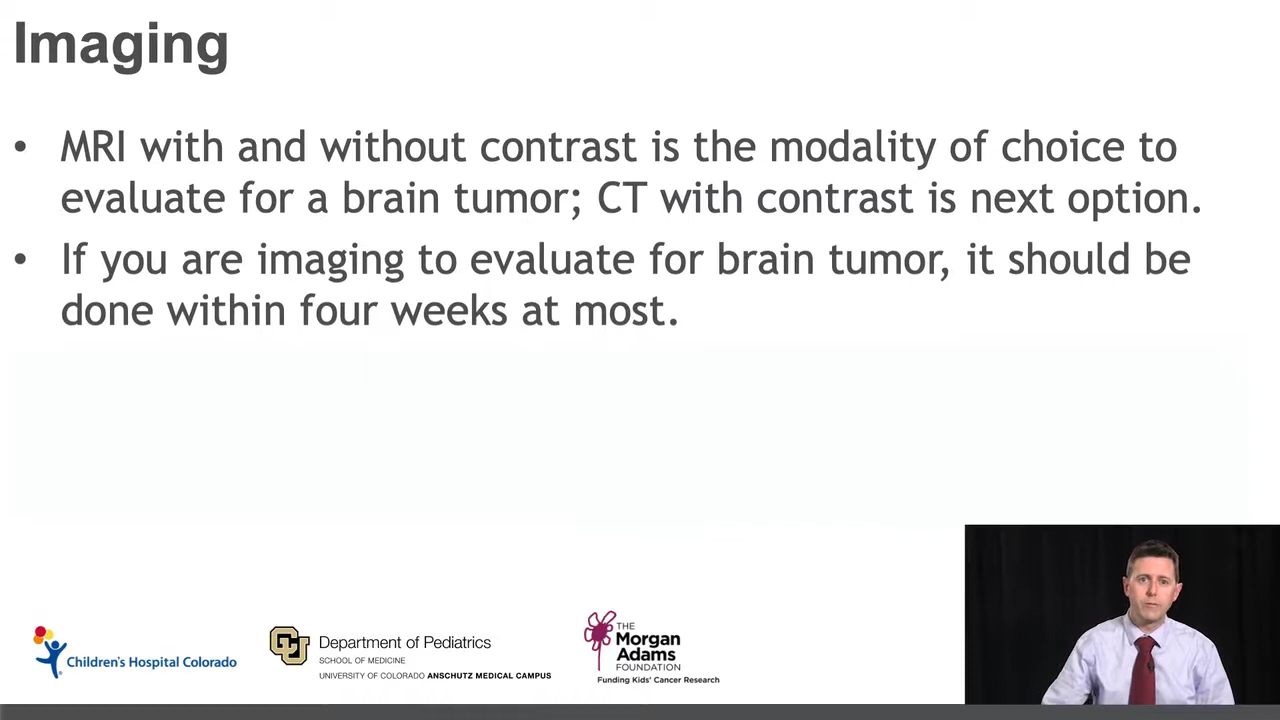 Imaging
• MRI with and without contrast is the modality of choice to
evaluate for a brain tumor; CT with contrast is next option.
• If you are imaging to evaluate for brain tumor, it should be
done within four weeks at most.
Children's Hospital Colorado
CU
Department of Pediatrics
SCHOOL OF MEDICINE
UNIVERSITY OF COLORADO ANSCHUTZ MEDICAL CAMPUS
THE
Morgan
Adams
FOUNDATION
Funding Kids' Cancer Research